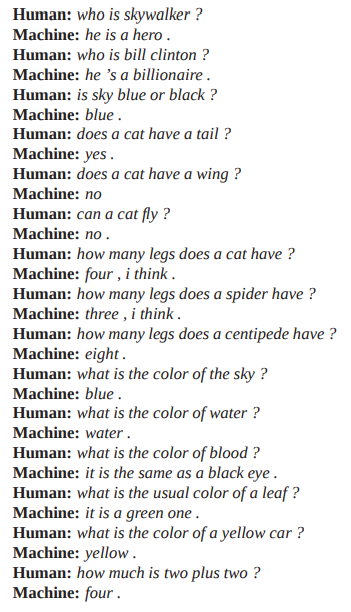 Human: who is skywalker ?
Machine: he is a hero .
Human: who is bill clinton ?
Machine: he 's a billionaire .
Human: is sky blue or black ?
Machine: blue .
Human: does a cat have a tail ?
Machine: yes .
Human: does a cat have a wing ?
Machine: no
Human: can a cat fly ?
Machine: no .
Human: how many legs does a cat have ?
Machine: four , i think .
Human: how many legs does a spider have ?
Machine: three , i think .
Human: how many legs does a centipede have ?
Machine: eight .
Human: what is the color of the sky ?
Machine: blue .
Human: what is the color of water ?
Machine: water .
Human: what is the color of blood ?
Machine: it is the same as a black eye .
Human: what is the usual color of a leaf ?
Machine: it is a green one .
Human: what is the color of a yellow car ?
Machine: yellow .
Human: how much is two plus two ?
Machine: four .